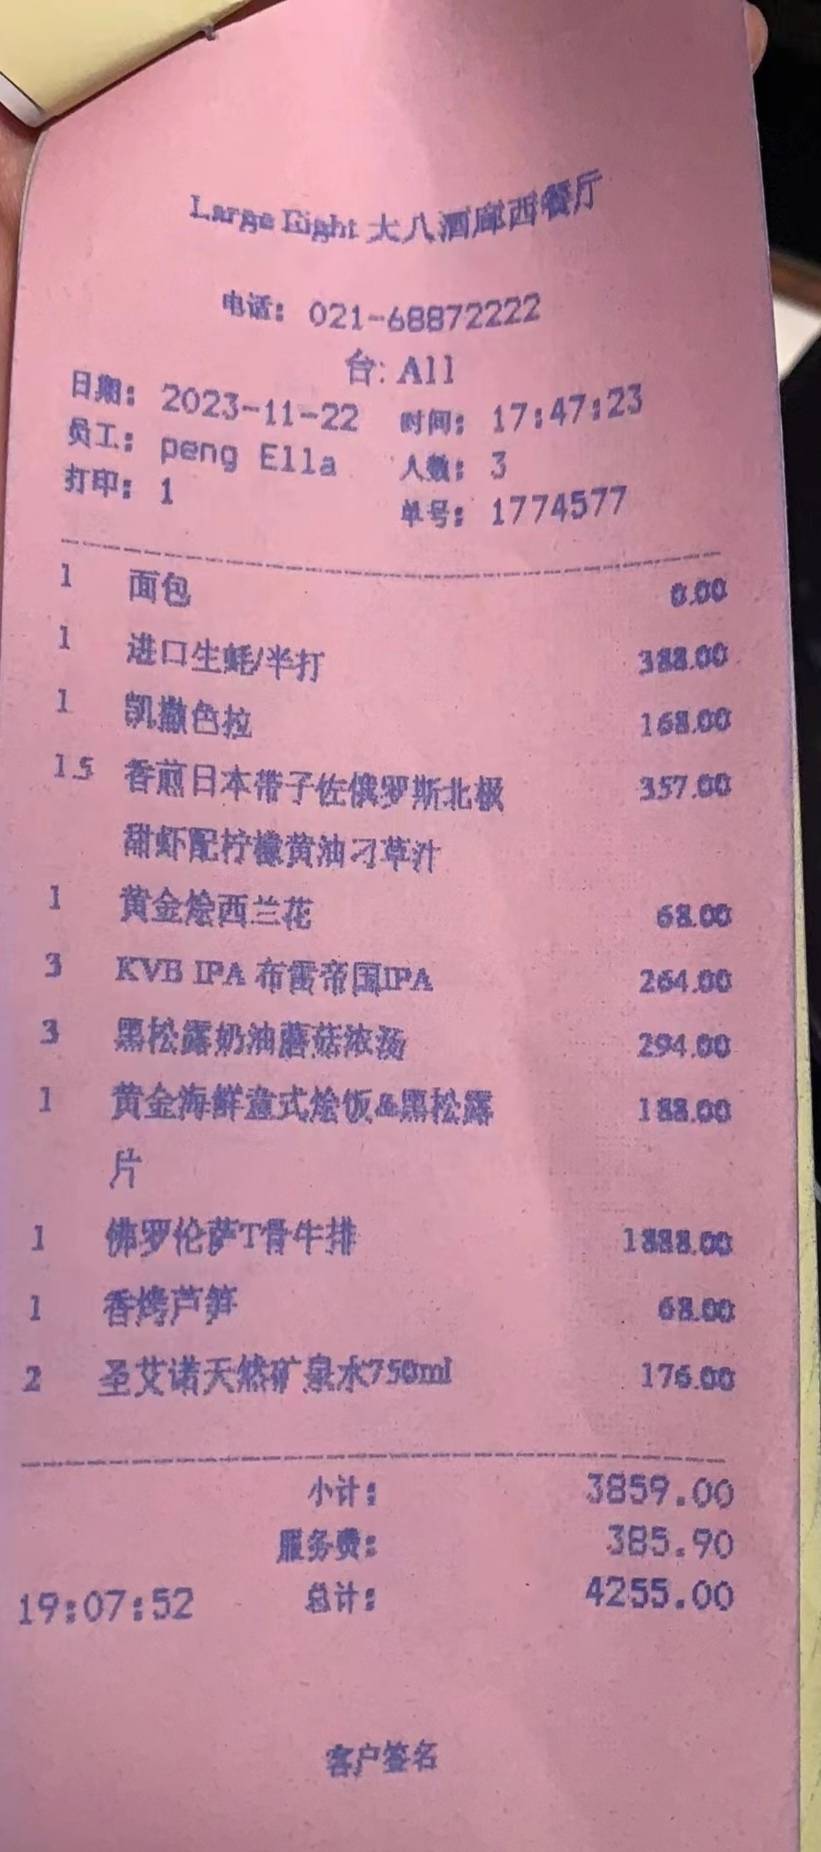 Large Eight 大八酒廊西餐厅
电话: 021-68872222
台: A11
日期: 2023-11-22 时间: 17:47:23
员工: peng Ella 人数: 3
打印: 1 单号: 1774577
1 面包 0.00
1 进口生蚝/半打 388.00
1 凯撒色拉 168.00
1.5 香煎日本带子佐俄罗斯北极 357.00
甜虾配柠檬黄油刁草汁
1 黄金烩西兰花 68.00
3 KVB IPA 布雷帝国IPA 264.00
3 黑松露奶油蘑菇浓汤 294.00
1 黄金海鲜意式烩饭&黑松露 188.00
片
1 佛罗伦萨T骨牛排 1888.00
1 香烤芦笋 68.00
2 圣艾诺天然矿泉水750ml 176.00
小计: 3859.00
服务费: 385.90
19:07:52 总计: 4255.00
客户签名